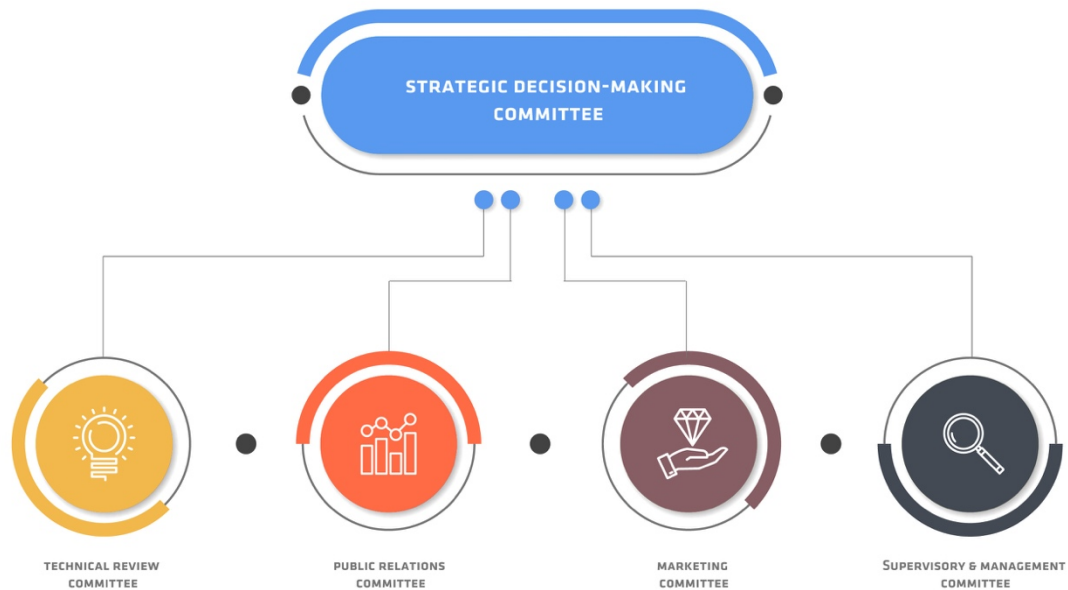 STRATEGIC DECISION-MAKING
COMMITTEE
TECHNICAL REVIEW
COMMITTEE
PUBLIC RELATIONS
COMMITTEE
MARKETING
COMMITTEE
SUPERVISORY & MANAGEMENT
COMMITTEE